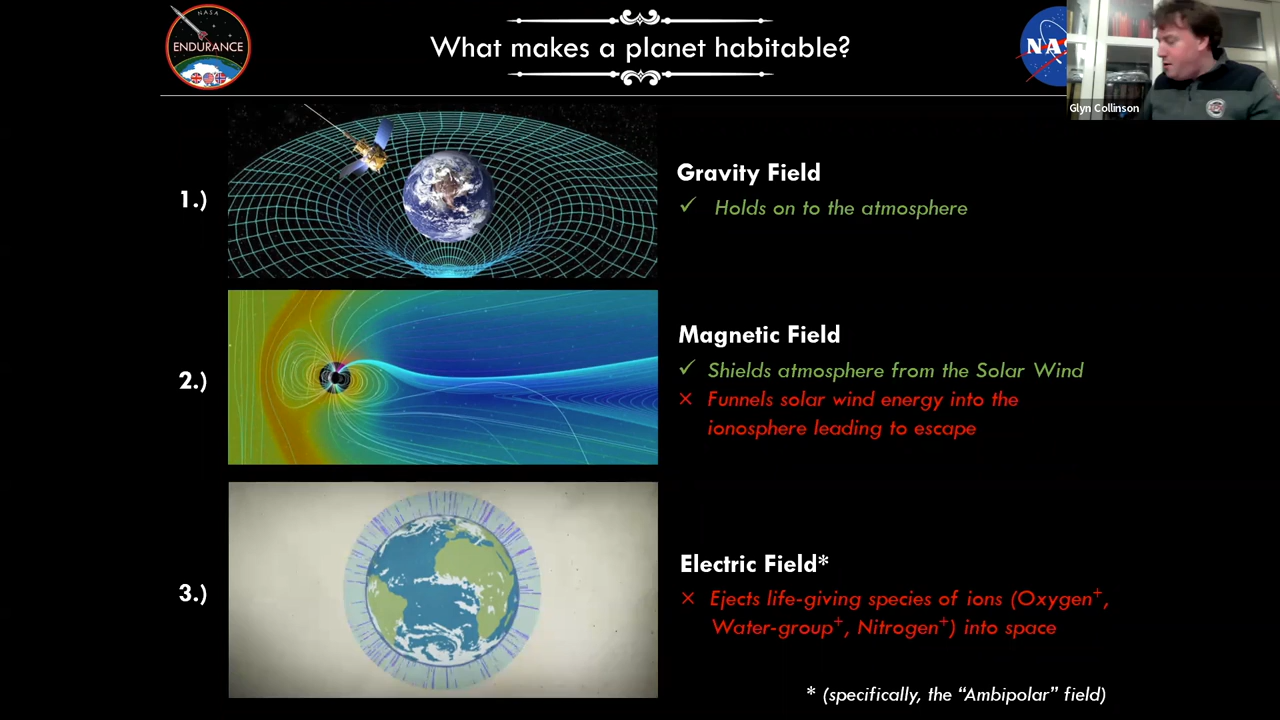 NASA
ENDURANCE
What makes a planet habitable?
NAS
Glyn Collinson
1.)
Gravity Field
✓ Holds on to the atmosphere
2.)
Magnetic Field
✓ Shields atmosphere from the Solar Wind
× Funnels solar wind energy into the
ionosphere leading to escape
3.)
Electric Field*
× Ejects life-giving species of ions (Oxygen⁺,
Water-group⁺, Nitrogen⁺) into space
* (specifically, the “Ambipolar” field)